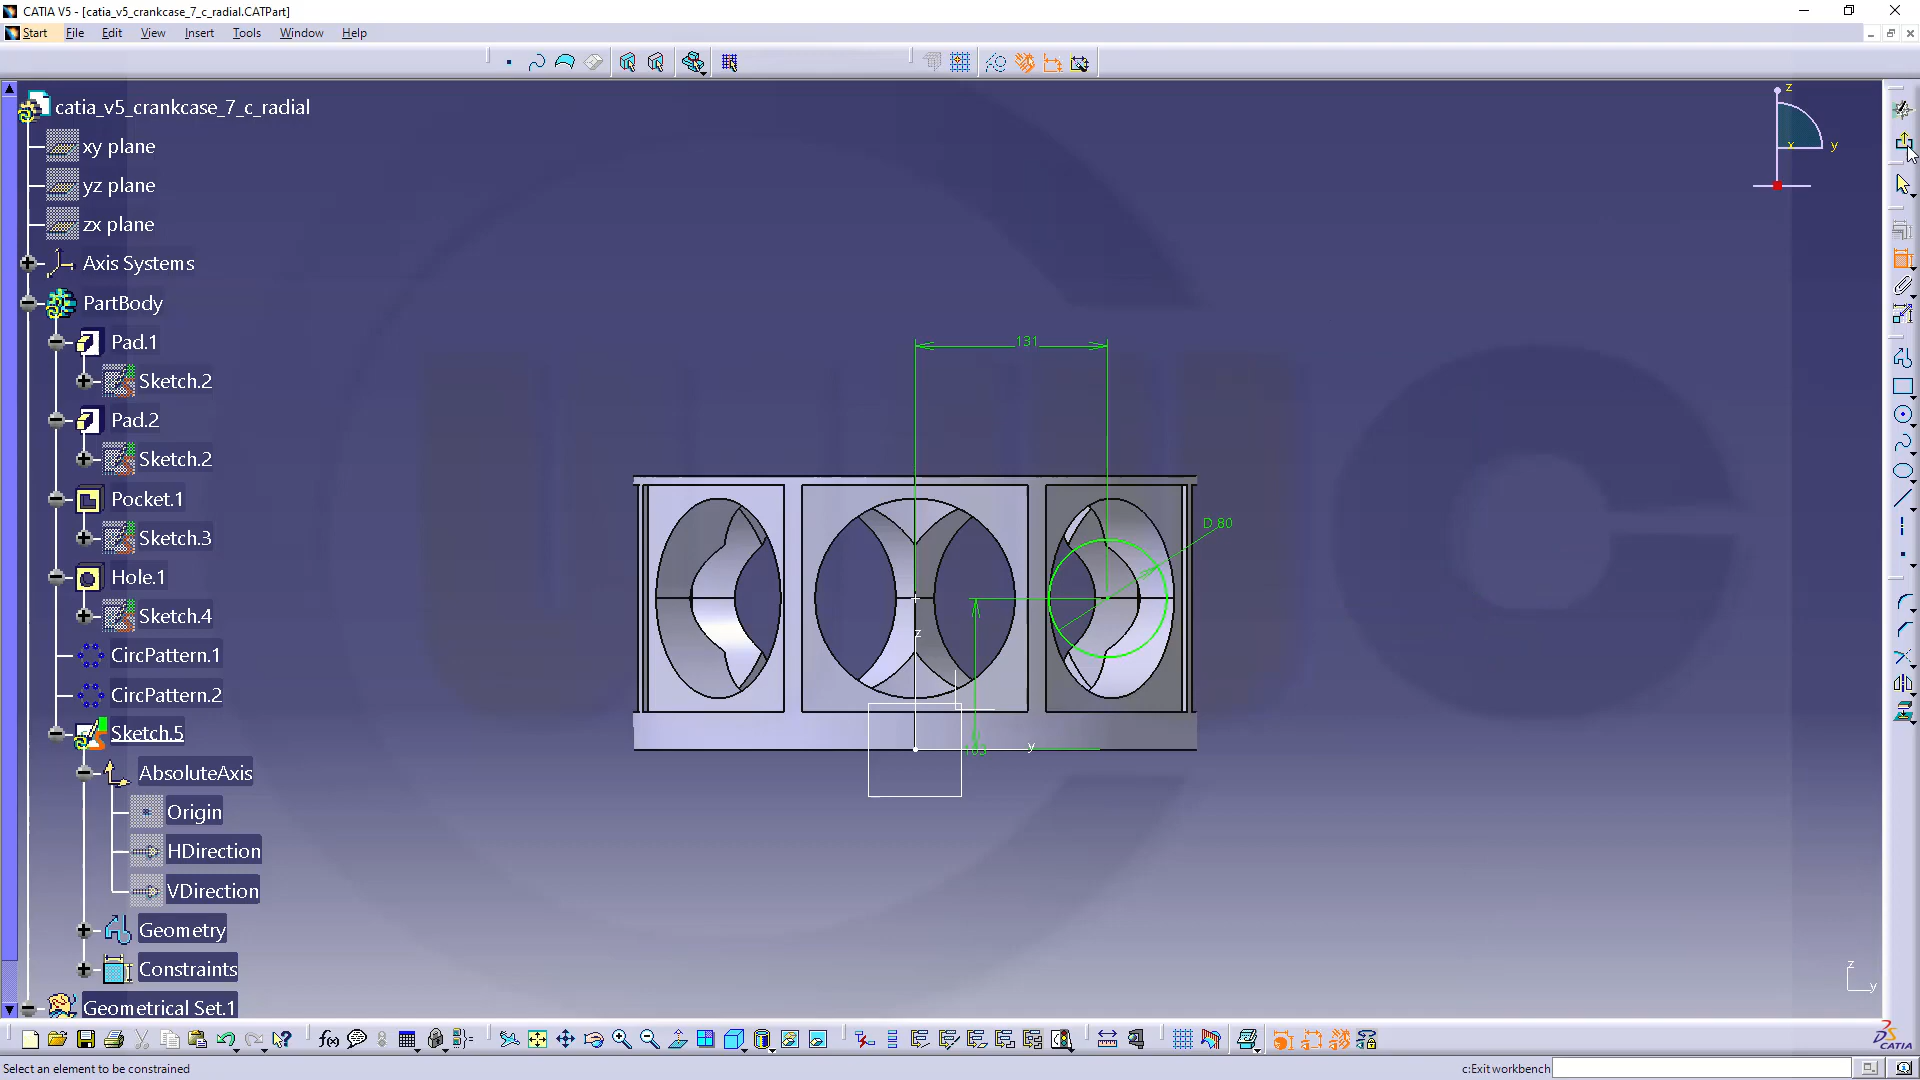 CATIA V5 - [catia_v5_crankcase_7_c_radial.CATPart]
Start File Edit View Insert Tools Window Help
catia_v5_crankcase_7_c_radial
xy plane
yz plane
zx plane
Axis Systems
PartBody
Pad.1
Sketch.2
Pad.2
Sketch.2
Pocket.1
Sketch.3
Hole.1
Sketch.4
CircPattern.1
CircPattern.2
Sketch.5
AbsoluteAxis
Origin
HDirection
VDirection
Geometry
Constraints
Geometrical Set.1
131
D 80
z
y
103
z
x
y
z
y
CATIA
Select an element to be constrained
c:Exit workbench